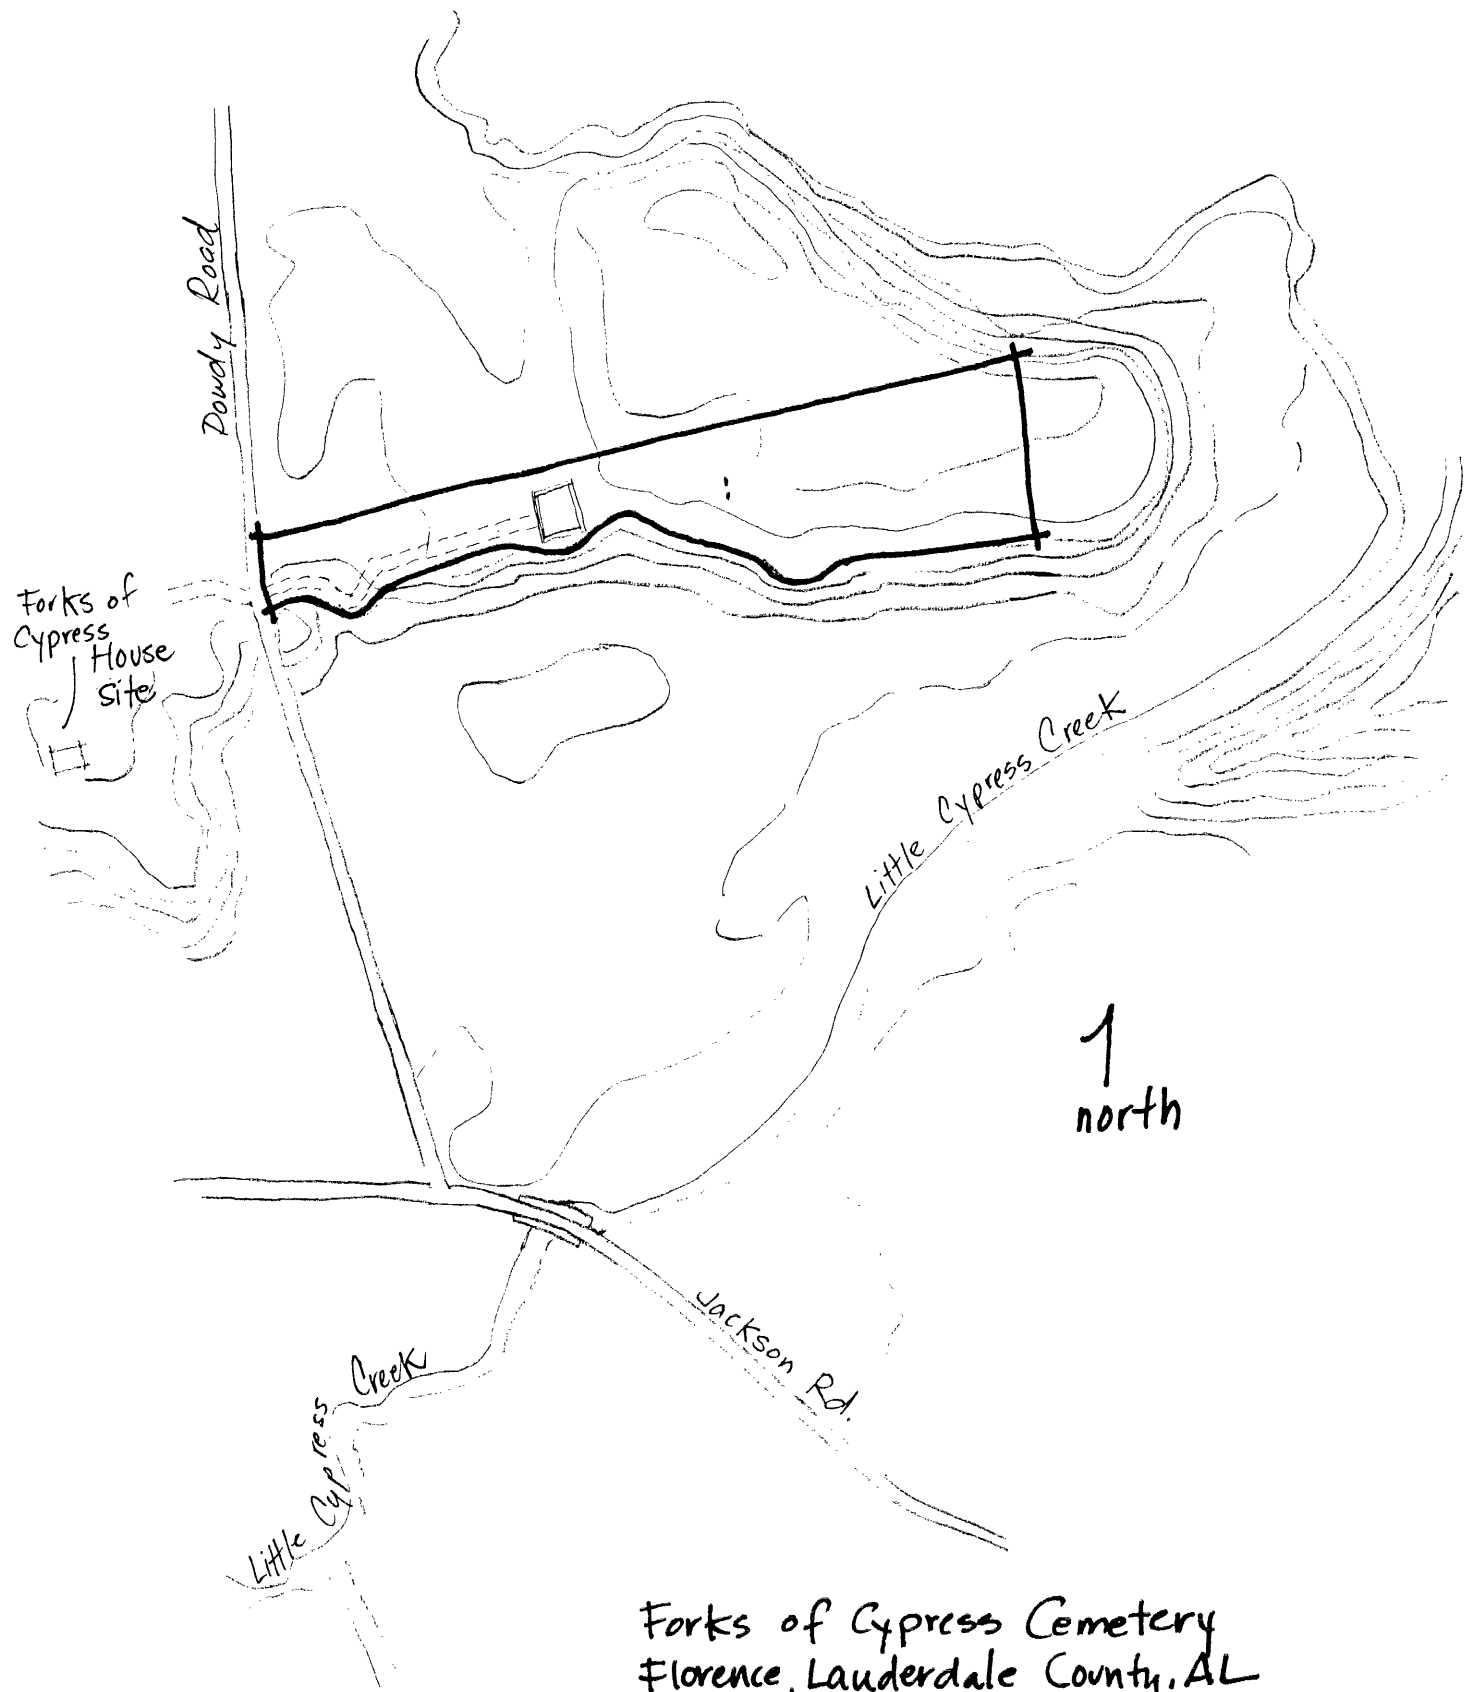 Dowdy Road
Forks of
Cypress
House
site
Little Cypress Creek
north
Jackson Rd.
Little Cypress Creek
Forks of Cypress Cemetery
Florence, Lauderdale County, AL